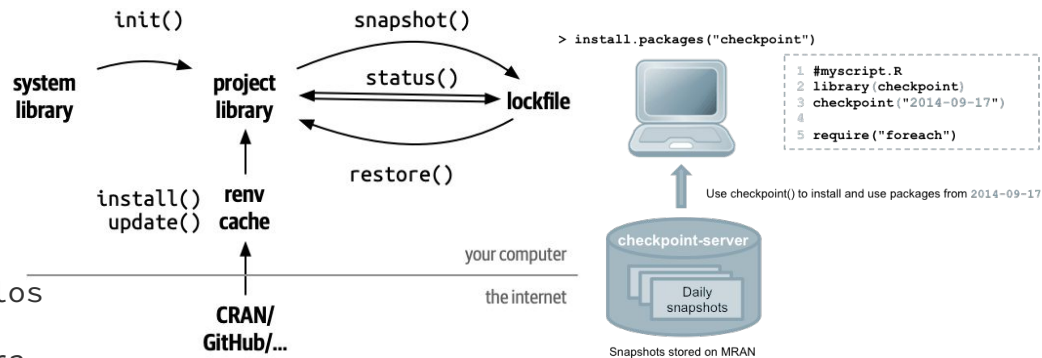 init()
snapshot()
system
library
project
library
status()
lockfile
restore()
install()
update()
renv
cache
your computer
the internet
CRAN/
GitHub/...
los
> install.packages("checkpoint")
1 #myscript.R
2 library(checkpoint)
3 checkpoint("2014-09-17")
4
5 require("foreach")
Use checkpoint() to install and use packages from 2014-09-17
checkpoint-server
Daily
snapshots
Snapshots stored on MRAN